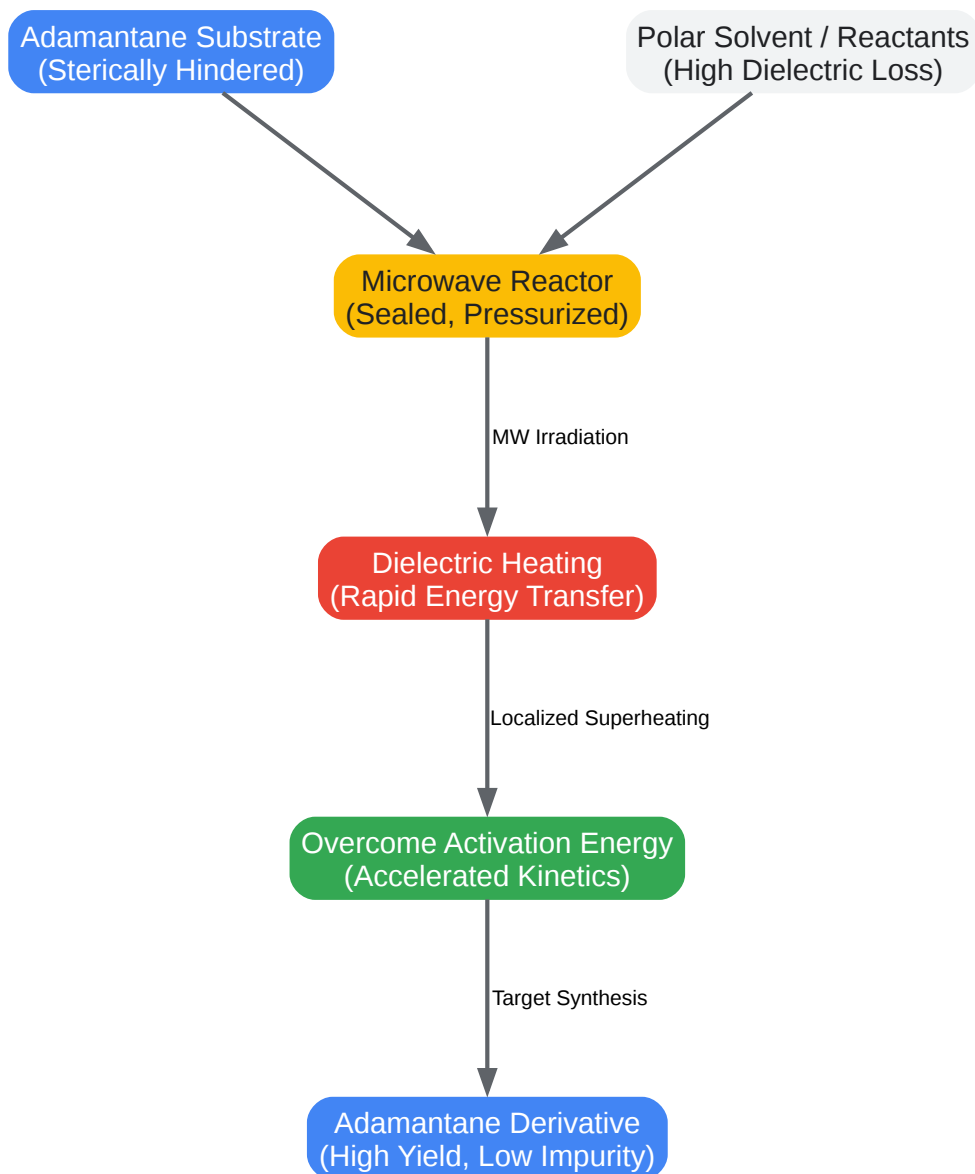 Adamantane Substrate
(Sterically Hindered)
Polar Solvent / Reactants
(High Dielectric Loss)
Microwave Reactor
(Sealed, Pressurized)
MW Irradiation
Dielectric Heating
(Rapid Energy Transfer)
Localized Superheating
Overcome Activation Energy
(Accelerated Kinetics)
Target Synthesis
Adamantane Derivative
(High Yield, Low Impurity)